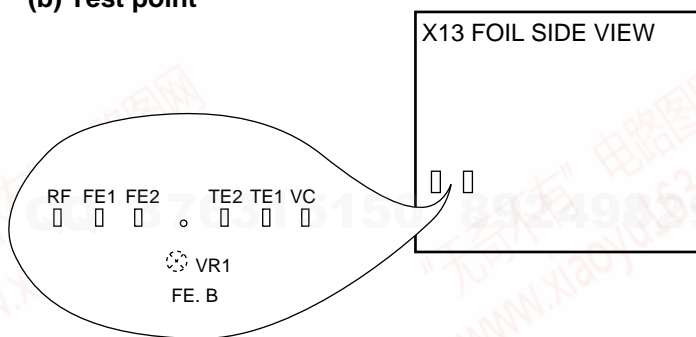 (b) Test point
X13 FOIL SIDE VIEW
RF FE1 FE2 TE2 TE1 VC
VR1
FE. B